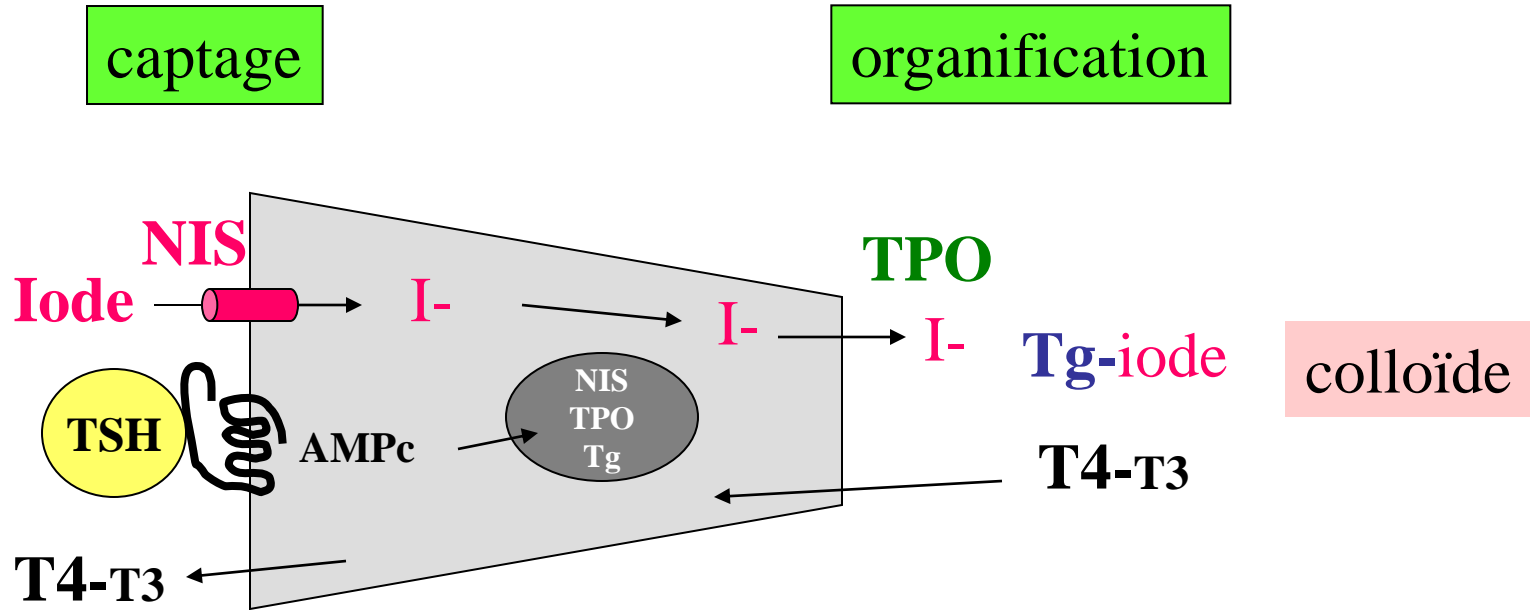 captage
organification
NIS
TPO
Iode
I-
I-
I-
Tg-iode
colloïde
NIS
TPO
Tg
TSH
AMPc
T4-T3
T4-T3